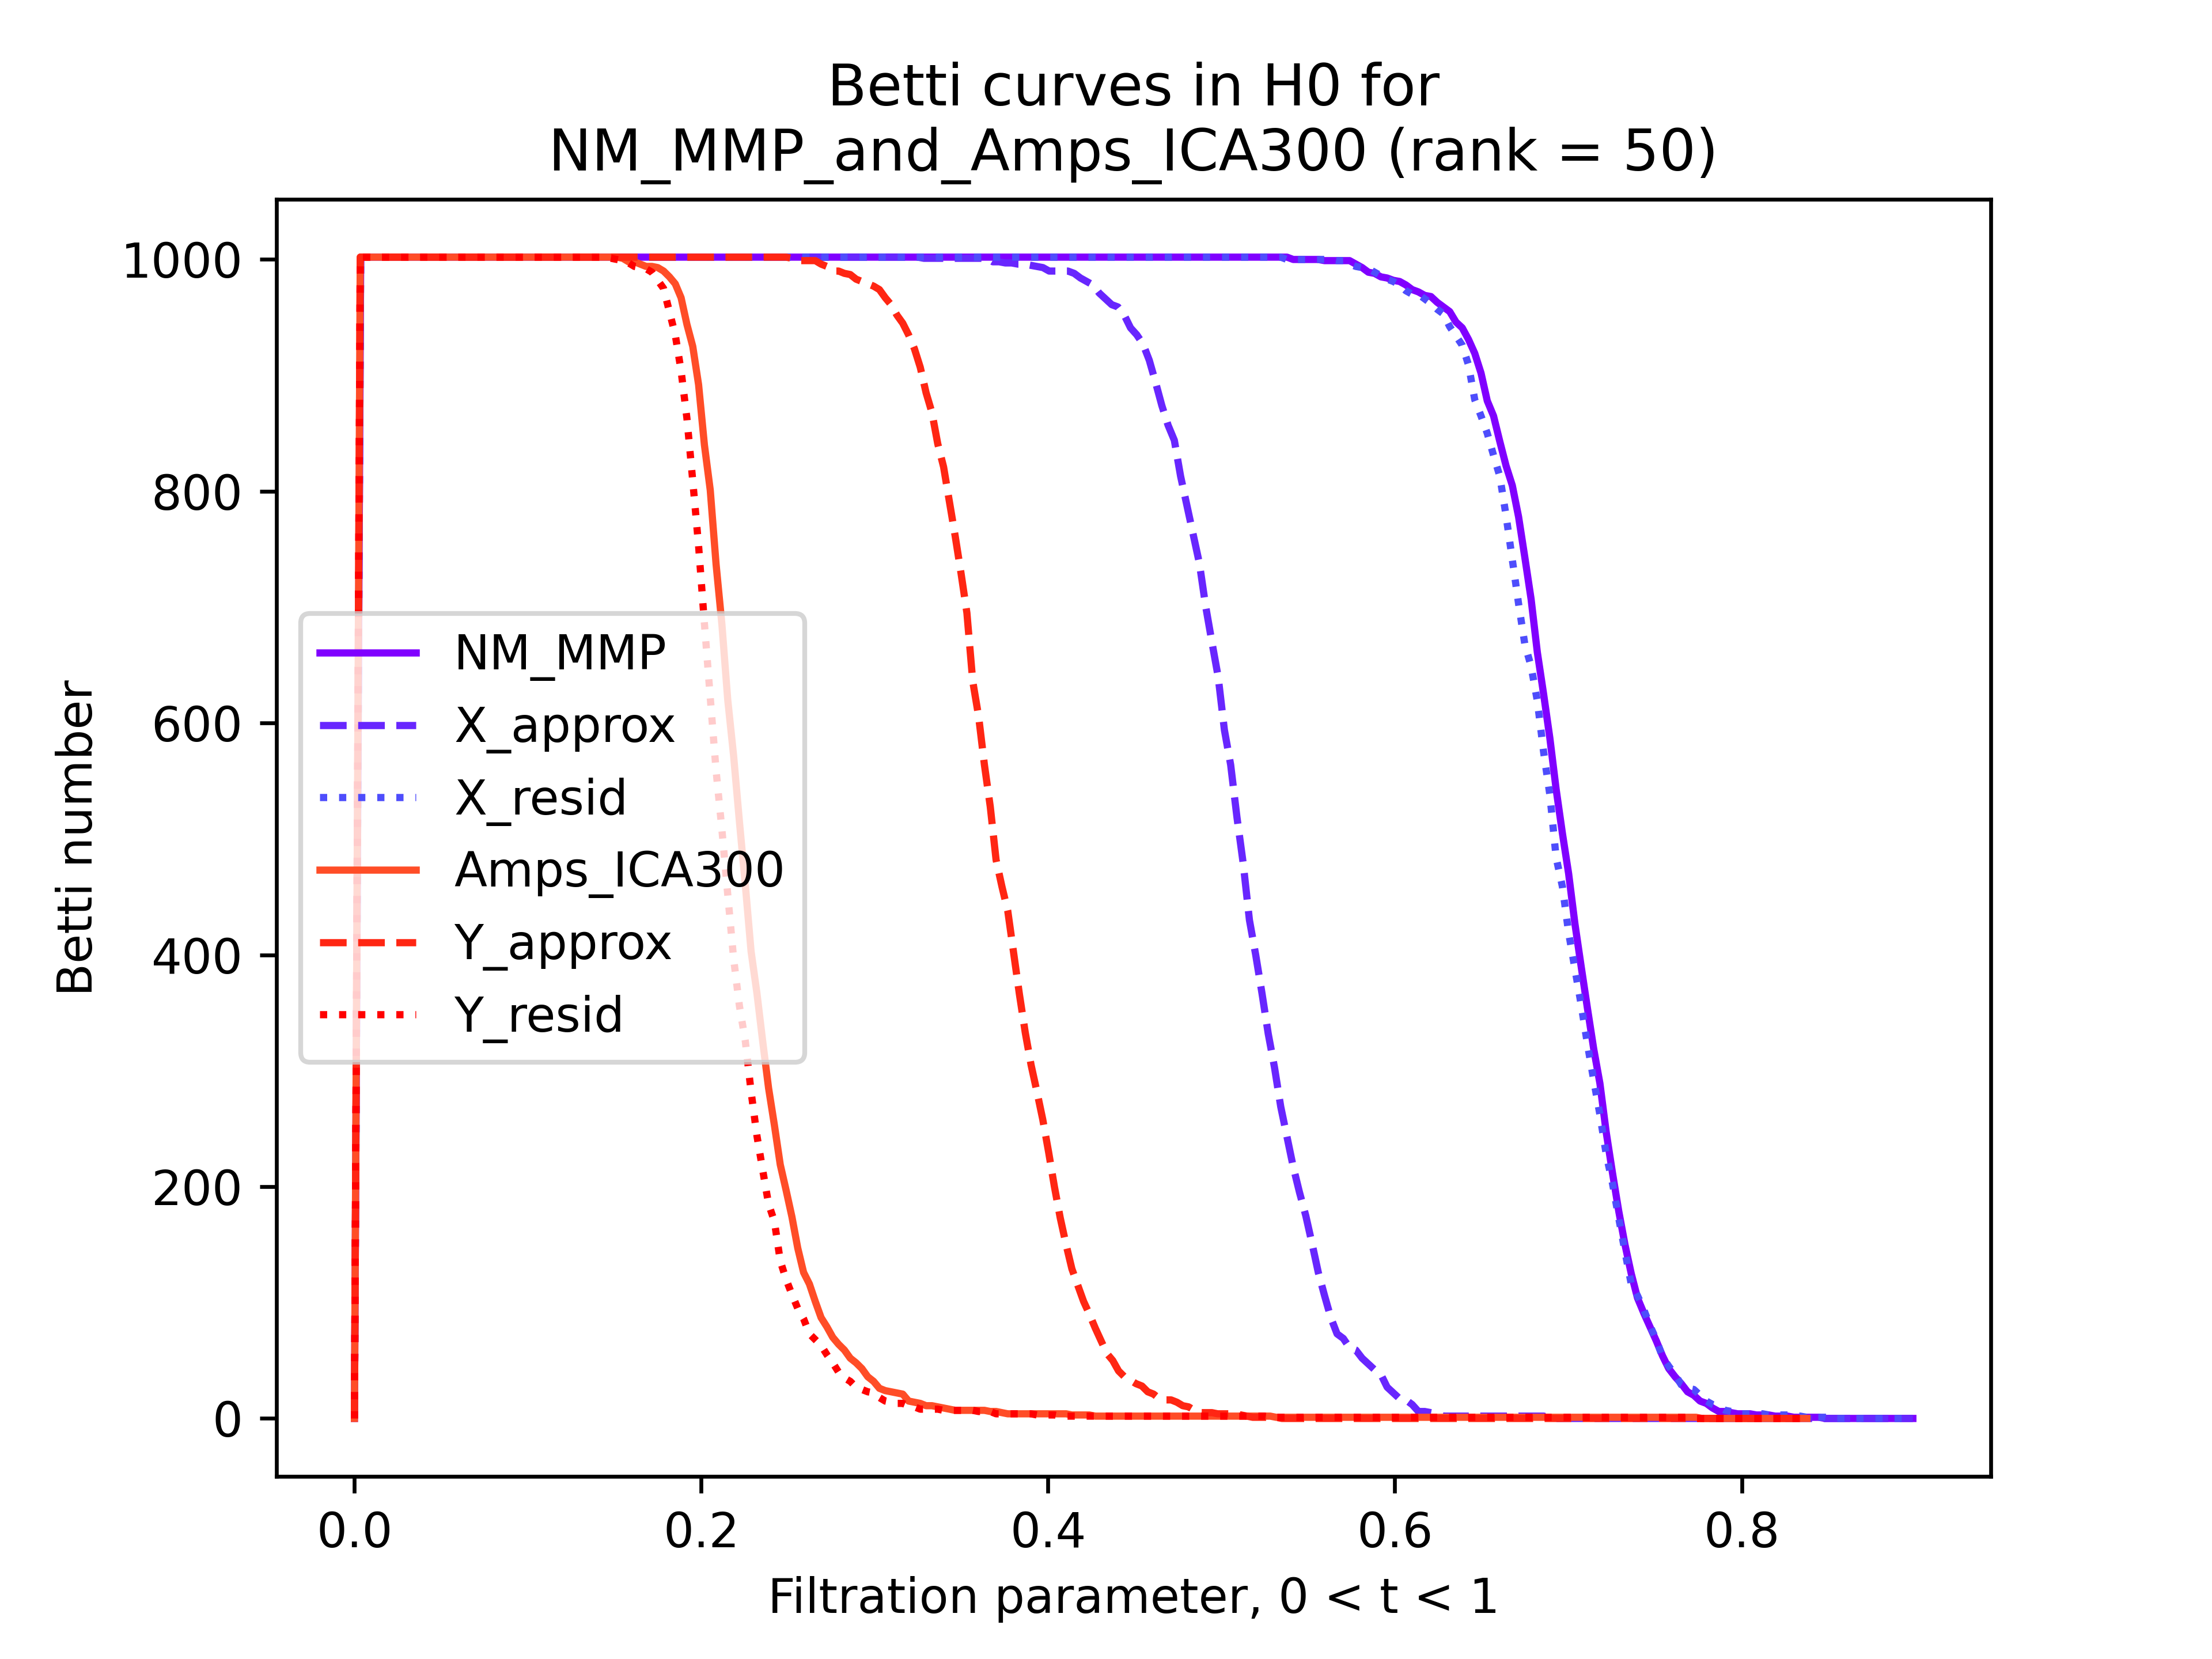 Betti curves in H0 for
NM_MMP_and_Amps_ICA300 (rank = 50)
1000
800
600
400
200
0
Betti number
NM_MMP
X_approx
X_resid
Amps_ICA300
Y_approx
Y_resid
0.0 0.2 0.4 0.6 0.8
Filtration parameter, 0 < t < 1